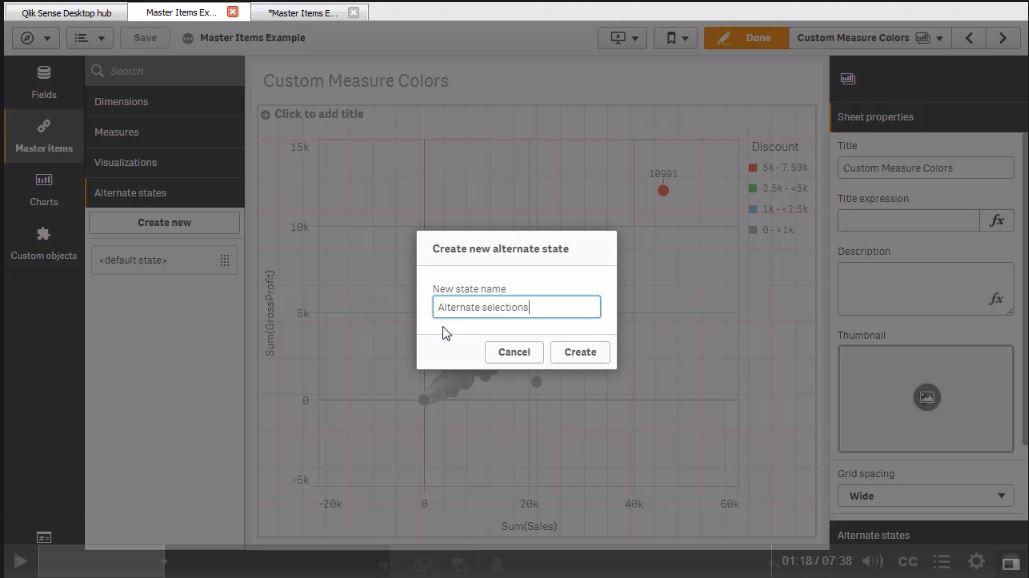 Qlik Sense Desktop hub
Master Items Ex...
*Master Items E...
Save
Master Items Example
Done
Custom Measure Colors
Fields
Master items
Charts
Custom objects
Search
Dimensions
Measures
Visualizations
Alternate states
Create new
<default state>
Custom Measure Colors
Click to add title
15k
10k
5k
0
-5k
Sum(GrossProfit)
10991
-20k
0
20k
40k
60k
Sum(Sales)
Discount
5k-7.59k
2.5k-<5k
1k-<2.5k
0-<1k
Create new alternate state
New state name
Alternate selections
Cancel
Create
Sheet properties
Title
Custom Measure Colors
Title expression
fx
Description
fx
Thumbnail
Grid spacing
Wide
Alternate states
01:18 / 07:38
CC